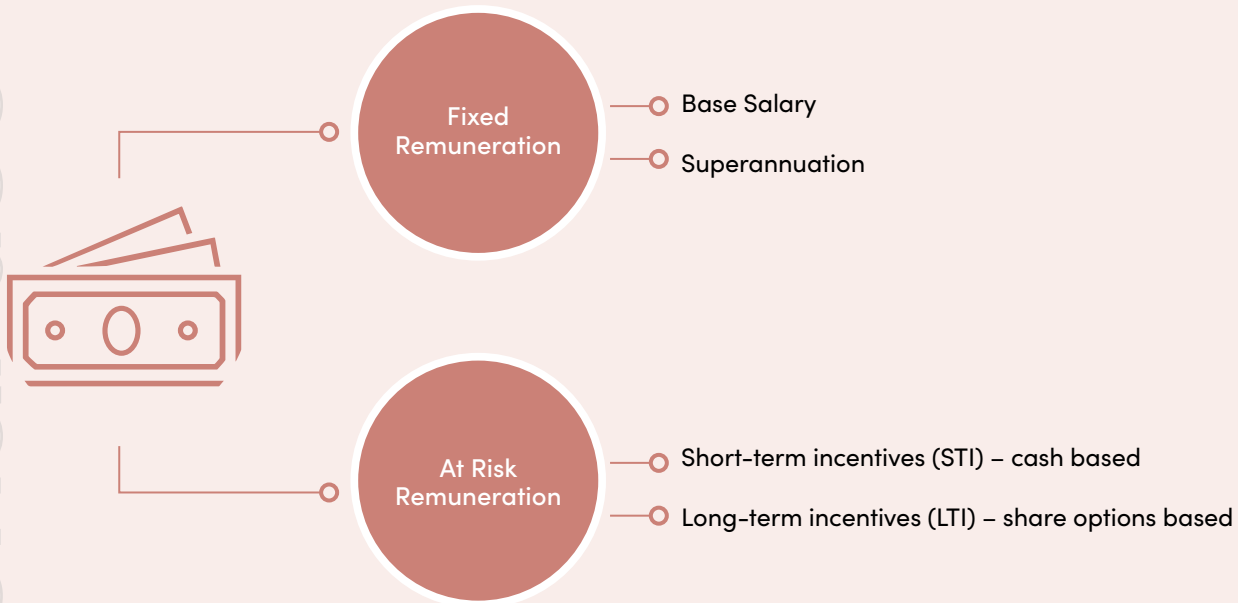 Fixed
Remuneration
Base Salary
Superannuation
At Risk
Remuneration
Short-term incentives (STI) – cash based
Long-term incentives (LTI) – share options based